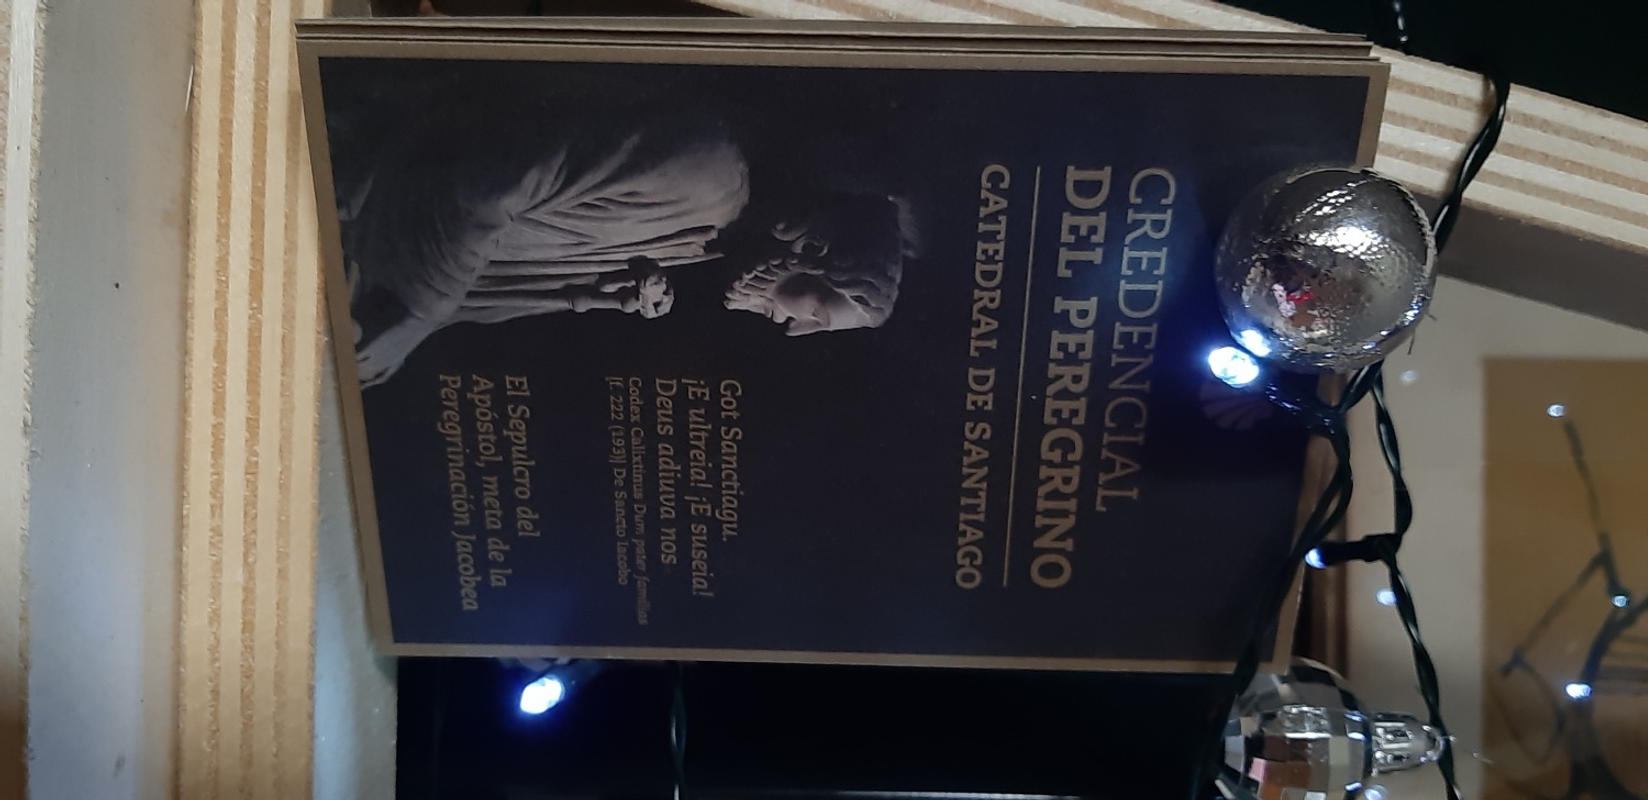 CREDENCIAL
DEL PEREGRINO
CATEDRAL DE SANTIAGO
Got Sanctiagu.
¡E ultreia! ¡E suseia!
Deus adiuva nos
Codex Calixtinus Dum pater familias
[f. 222 (193)] De Sancto Iacobo
El Sepulcro del
Apóstol, meta de la
Peregrinación Jacobea